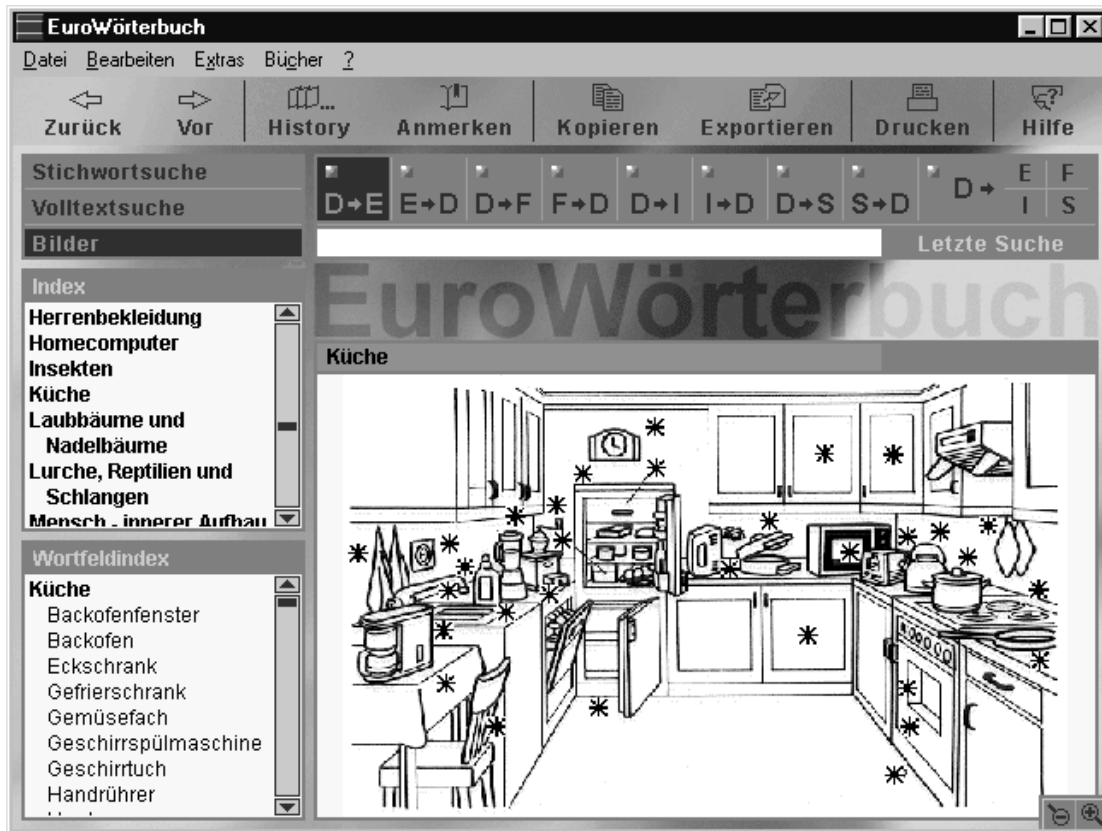 EuroWörterbuch
Datei Bearbeiten Extras Bücher ?
Zurück Vor History... Anmerken Kopieren Exportieren Drucken Hilfe
Stichwortsuche
Volltextsuche
Bilder
D→E E→D D→F F→D D→I I→D D→S S→D D→ E F I S
Letzte Suche
EuroWörterbuch
Index
Herrenbekleidung
Homecomputer
Insekten
Küche
Laubbäume und
Nadelbäume
Lurche, Reptilien und
Schlangen
Mensch - innerer Aufbau
Küche
Wortfeldindex
Küche
Backofenfenster
Backofen
Eckschrank
Gefrierschrank
Gemüsefach
Geschirrspülmaschine
Geschirrtuch
Handrührer